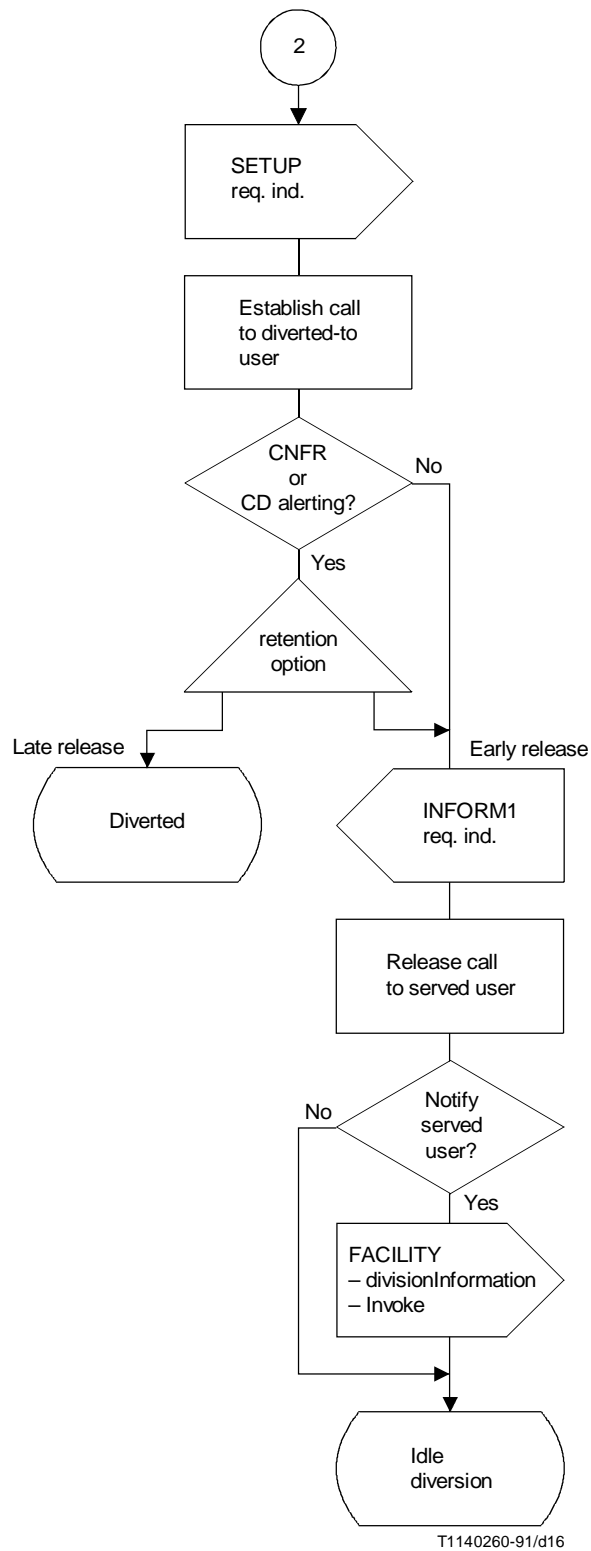 2
SETUP
req. ind.
Establish call
to diverted-to
user
CNFR
or
CD alerting?
No
Yes
retention
option
Late release
Early release
Diverted
INFORM1
req. ind.
Release call
to served user
Notify
served
user?
No
Yes
FACILITY
– divisionInformation
– Invoke
Idle
diversion
T1140260-91/d16